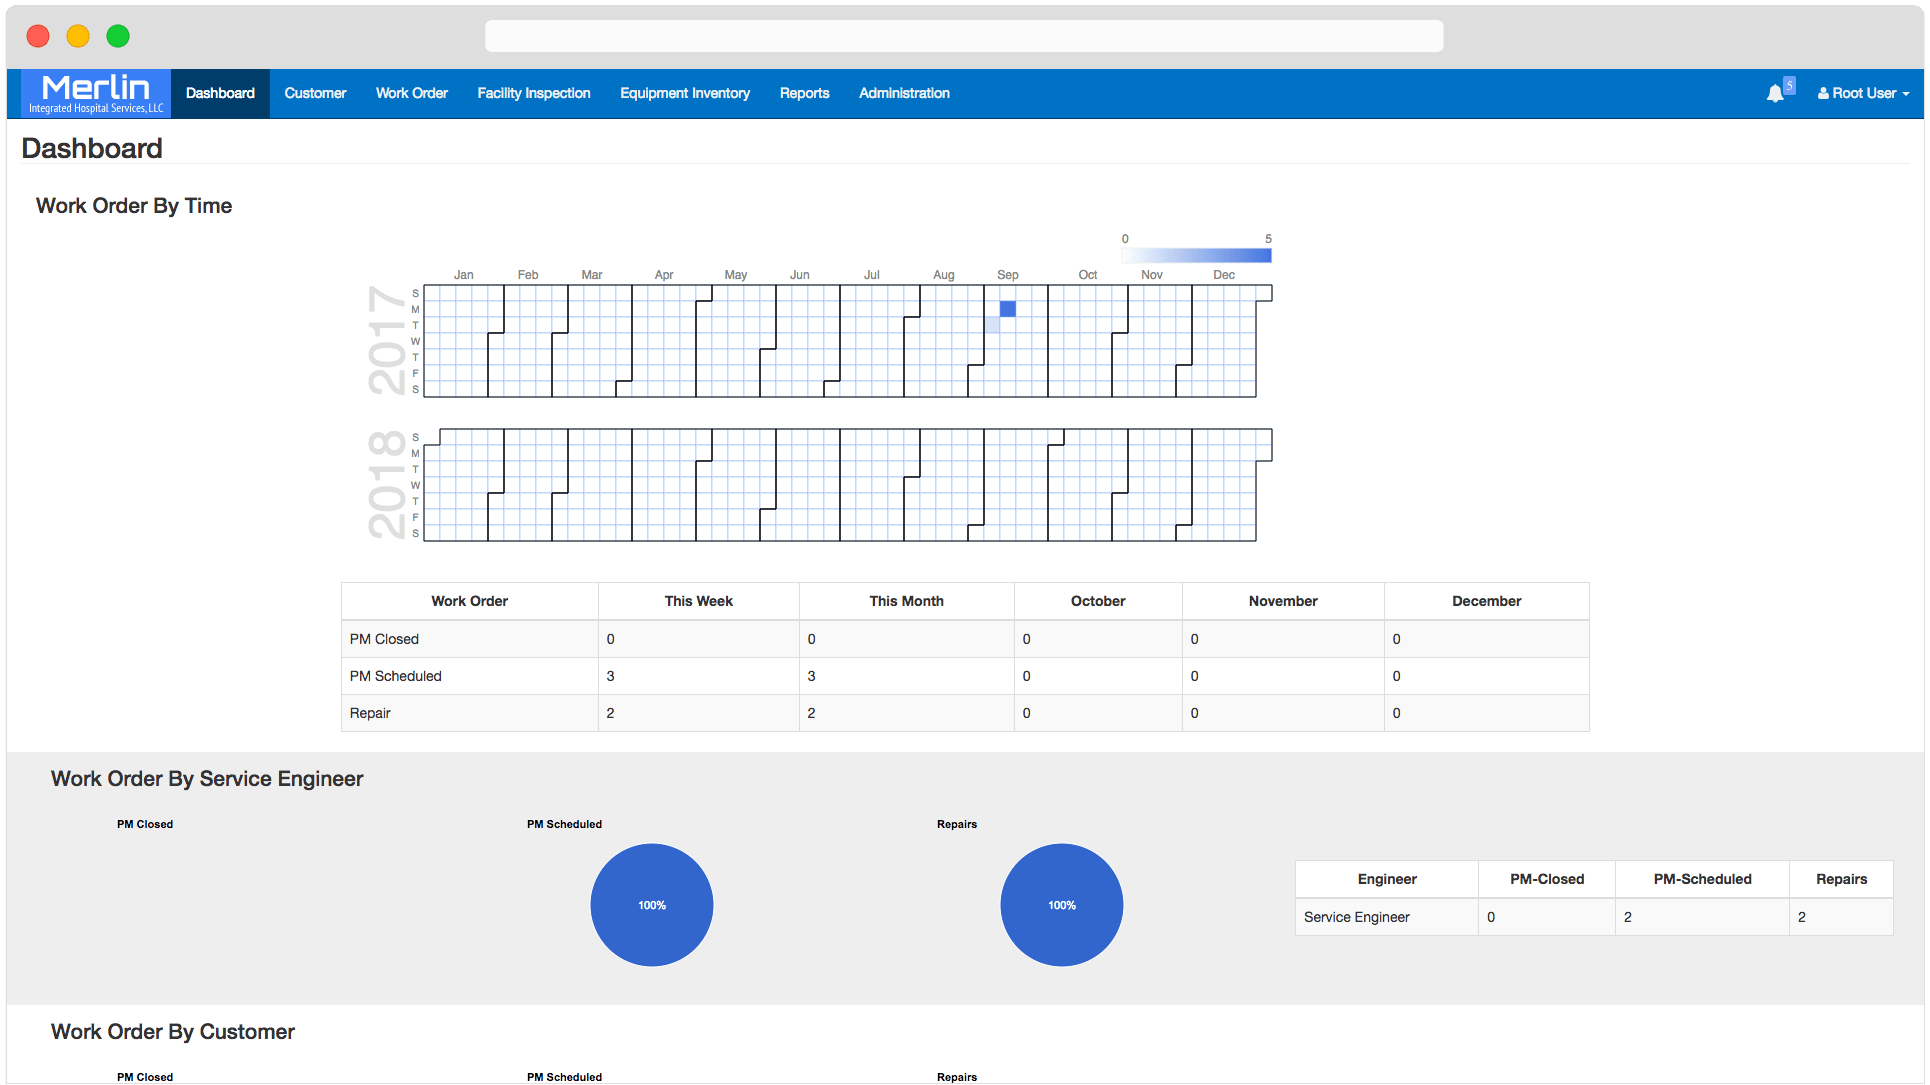 Merlin
Integrated Hospital Services, LLC
Dashboard Customer Work Order Facility Inspection Equipment Inventory Reports Administration 5 Root User
Dashboard
Work Order By Time
0 5
Jan Feb Mar Apr May Jun Jul Aug Sep Oct Nov Dec
2017
S
M
T
W
T
F
S
2018
S
M
T
W
T
F
S
Work Order This Week This Month October November December
PM Closed 0 0 0 0 0
PM Scheduled 3 3 0 0 0
Repair 2 2 0 0 0
Work Order By Service Engineer
PM Closed PM Scheduled Repairs
100% 100%
Engineer PM-Closed PM-Scheduled Repairs
Service Engineer 0 2 2
Work Order By Customer
PM Closed PM Scheduled Repairs